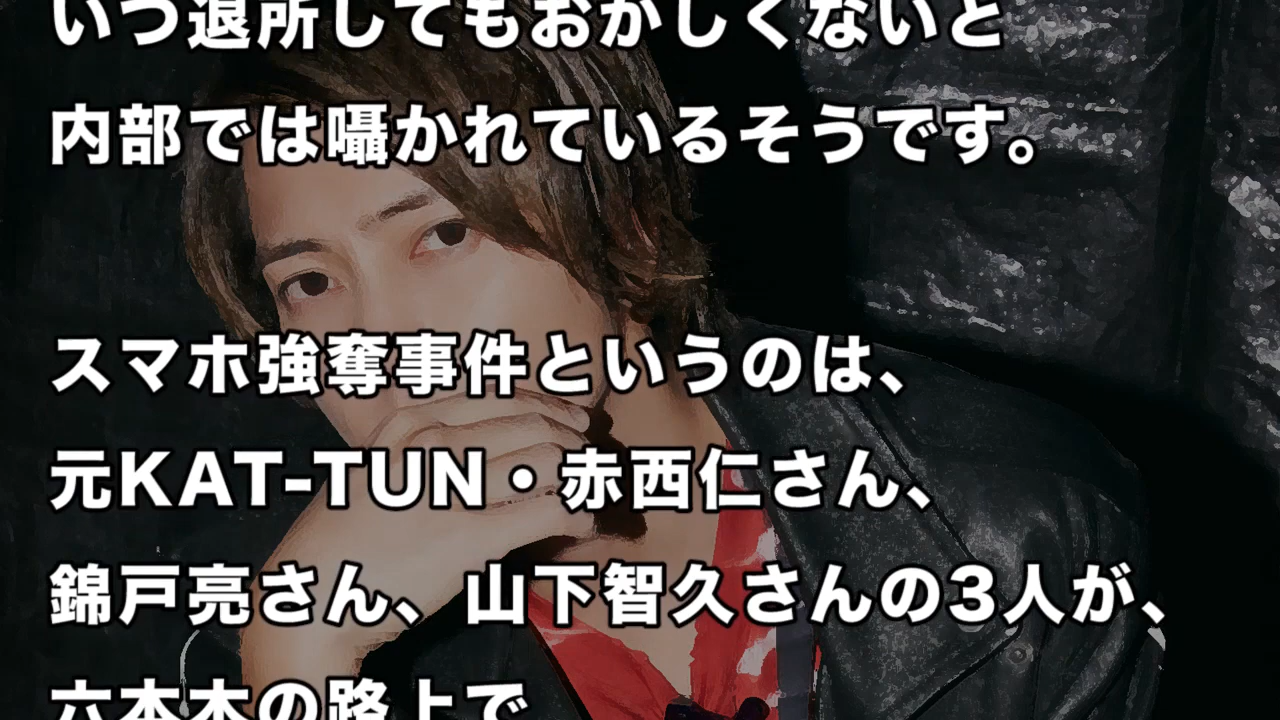 いつ退所してもおかしくないと
内部では囁かれているそうです。
スマホ強奪事件というのは、
元KAT-TUN・赤西仁さん、
錦戸亮さん、山下智久さんの3人が、
六本木の路上で